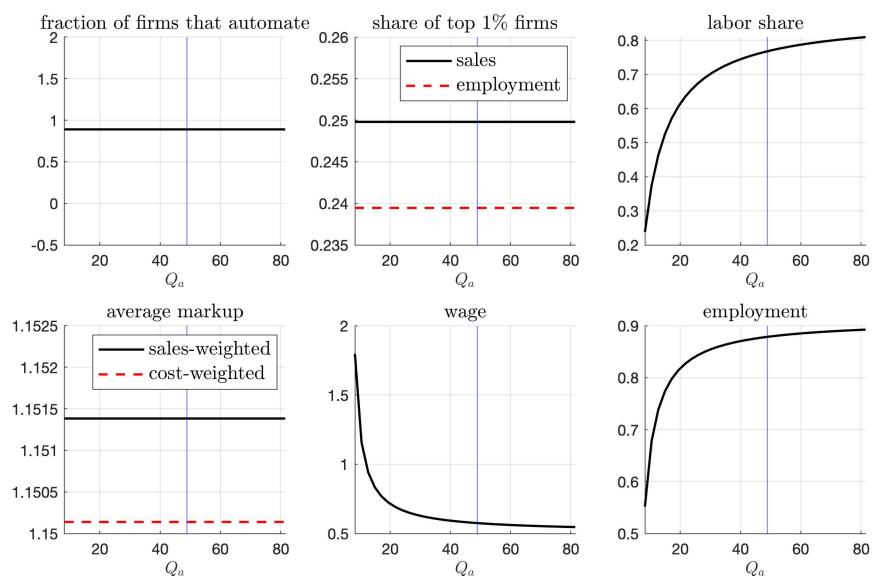 fraction of firms that automate
2
1.5
1
0.5
0
-0.5
20 40 60 80
Q_a
share of top 1% firms
0.26
0.255
0.25
0.245
0.24
0.235
sales
employment
20 40 60 80
Q_a
labor share
0.8
0.7
0.6
0.5
0.4
0.3
0.2
20 40 60 80
Q_a
average markup
1.1525
1.152
1.1515
1.151
1.1505
1.15
sales-weighted
cost-weighted
20 40 60 80
Q_a
wage
2
1.5
1
0.5
20 40 60 80
Q_a
employment
0.9
0.8
0.7
0.6
0.5
20 40 60 80
Q_a